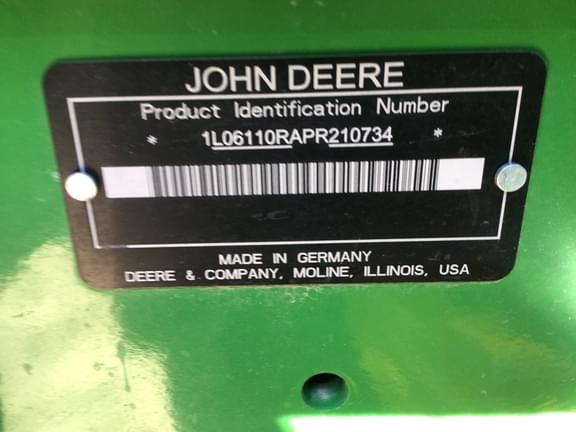 JOHN DEERE
Product Identification Number
* 1L06110RAPR210734 *
MADE IN GERMANY
DEERE & COMPANY, MOLINE, ILLINOIS, USA